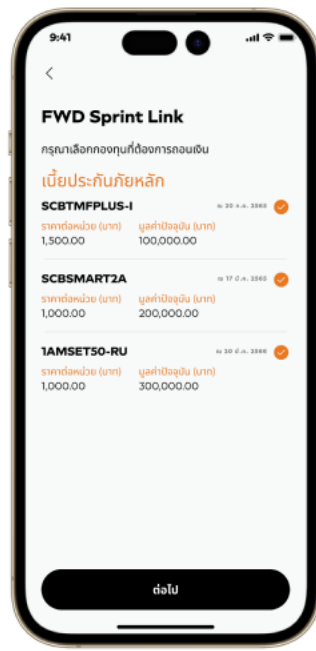 9:41
FWD Sprint Link
กรุณาเลือกกองทุนที่ต้องการถอนเงิน
เบี้ยประกันภัยหลัก
SCBTMFPLUS-I
ราคาต่อหน่วย (บาท) มูลค่าปัจจุบัน (บาท)
1,500.00 100,000.00
SCBSMART2A
ราคาต่อหน่วย (บาท) มูลค่าปัจจุบัน (บาท)
1,000.00 200,000.00
1AMSET50-RU
ราคาต่อหน่วย (บาท) มูลค่าปัจจุบัน (บาท)
1,000.00 300,000.00
ต่อไป